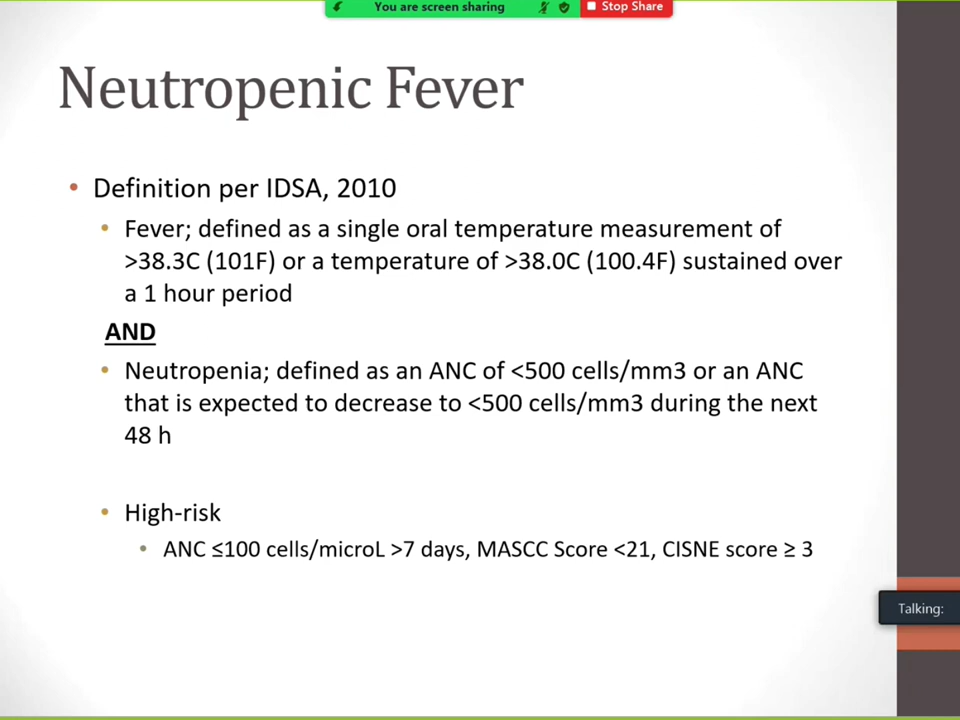 You are screen sharing
Stop Share
Neutropenic Fever
• Definition per IDSA, 2010
• Fever; defined as a single oral temperature measurement of
>38.3C (101F) or a temperature of >38.0C (100.4F) sustained over
a 1 hour period
AND
• Neutropenia; defined as an ANC of <500 cells/mm3 or an ANC
that is expected to decrease to <500 cells/mm3 during the next
48 h
• High-risk
• ANC ≤100 cells/microL >7 days, MASCC Score <21, CISNE score ≥ 3
Talking: